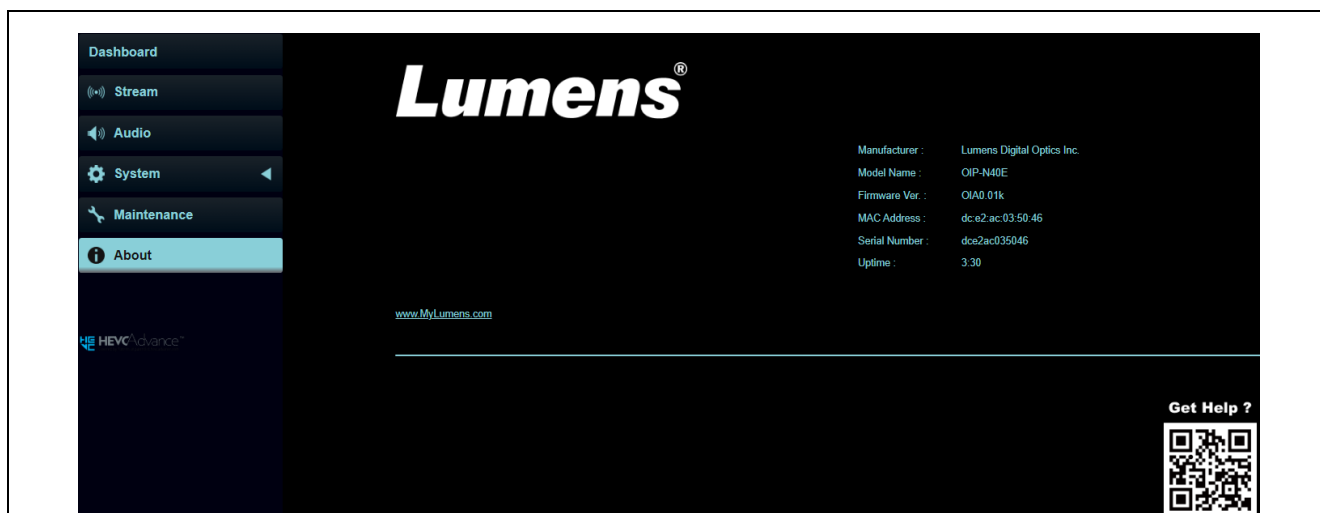 Dashboard
Stream
Audio
System
Maintenance
About
HEVC Advance™
Lumens®
Manufacturer : Lumens Digital Optics Inc.
Model Name : OIP-N40E
Firmware Ver. : OIA0.01k
MAC Address : dc:e2:ac:03:50:46
Serial Number : dce2ac035046
Uptime : 3:30
www.MyLumens.com
Get Help ?